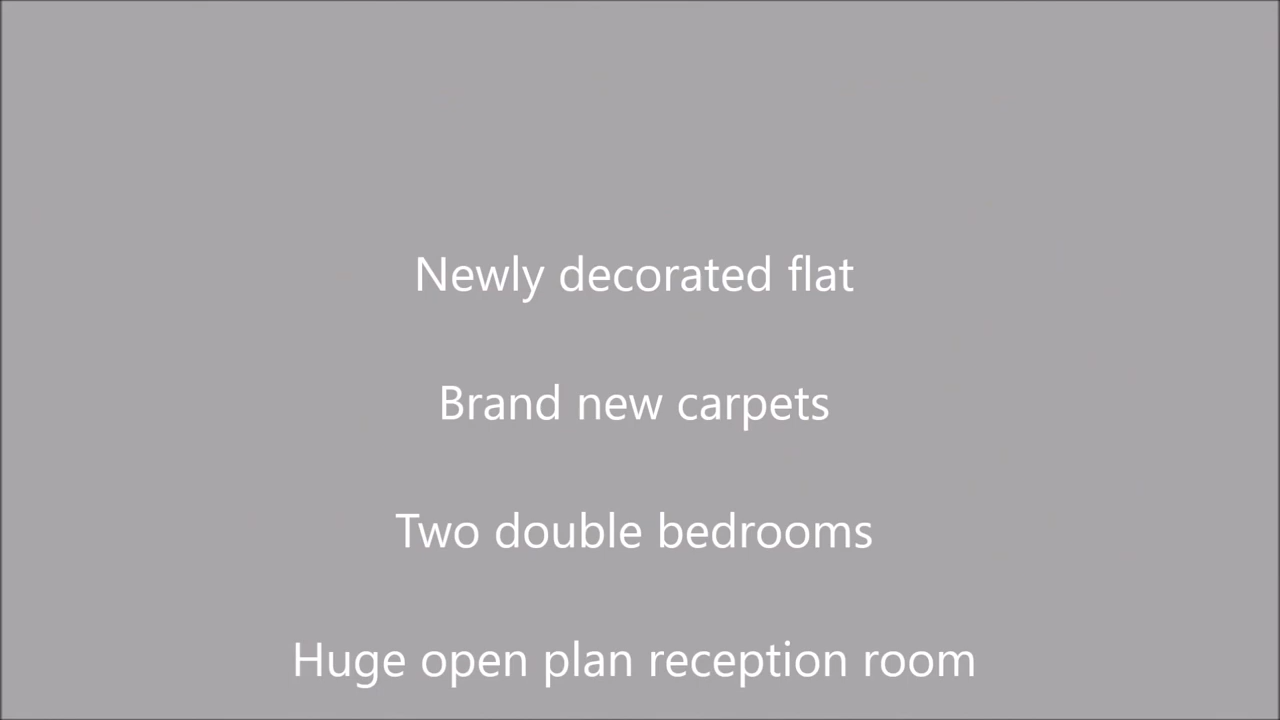 Newly decorated flat
Brand new carpets
Two double bedrooms
Huge open plan reception room